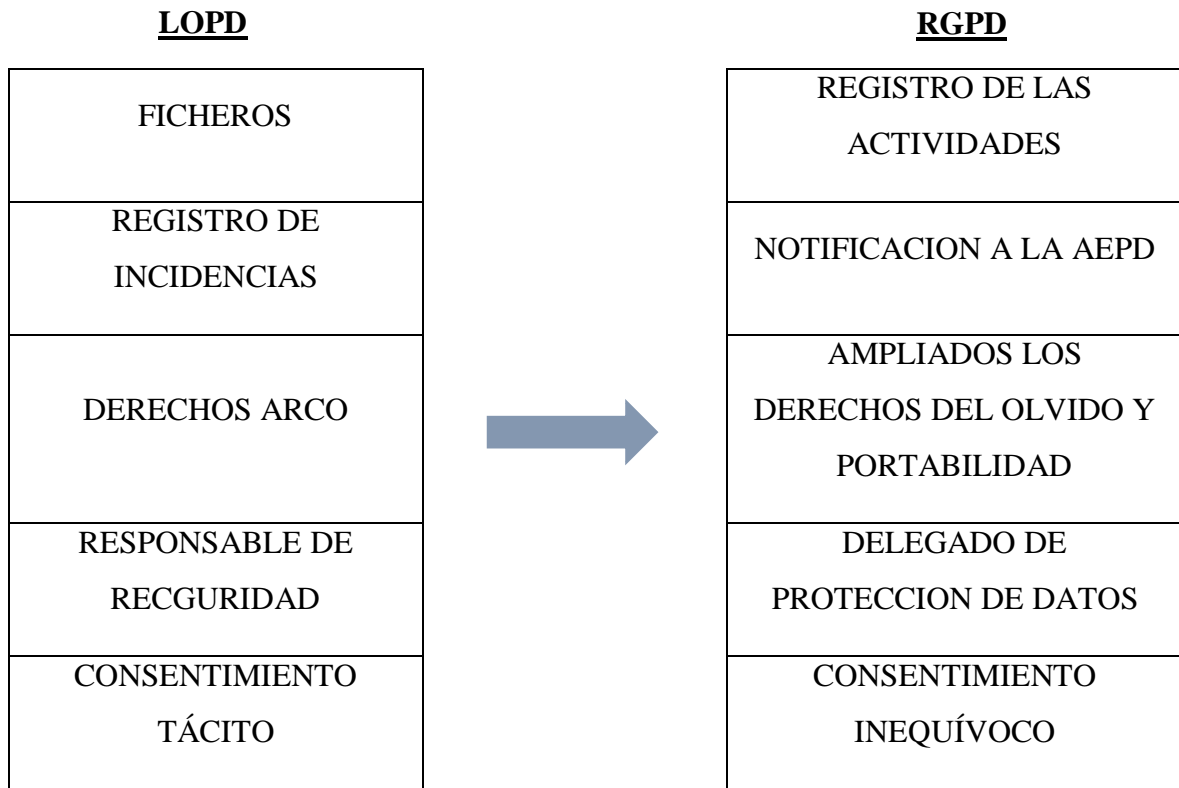 LOPD
FICHEROS
REGISTRO DE
INCIDENCIAS
DERECHOS ARCO
RESPONSABLE DE
RECGURIDAD
CONSENTIMIENTO
TÁCITO
RGPD
REGISTRO DE LAS
ACTIVIDADES
NOTIFICACION A LA AEPD
AMPLIADOS LOS
DERECHOS DEL OLVIDO Y
PORTABILIDAD
DELEGADO DE
PROTECCION DE DATOS
CONSENTIMIENTO
INEQUÍVOCO